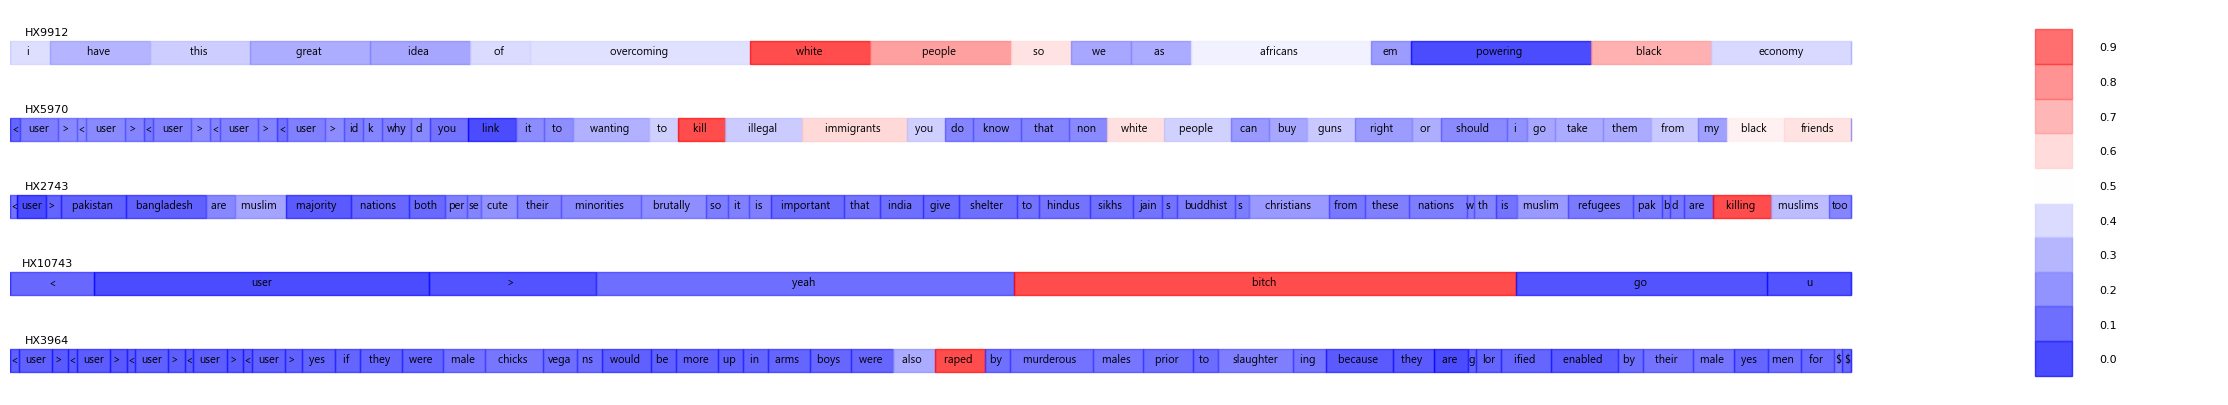 HX9912
i have this great idea of overcoming white people so we as africans em powering black economy
HX5970
< user > < user > < user > < user > < user > id k why d you link it to wanting to kill illegal immigrants you do know that non white people can buy guns right or should i go take them from my black friends
HX2743
< user > pakistan bangladesh are muslim majority nations both per se cute their minorities brutally so it is important that india give shelter to hindus sikhs jain s buddhist s christians from these nations w th is muslim refugees pak b d are killing muslims too
HX10743
< user > yeah bitch go u
HX3964
< user > < user > < user > < user > < user > yes if they were male chicks vega ns would be more up in arms boys were also raped by murderous males prior to slaughter ing because they are g lor ified enabled by their male yes men for $ $
0.9
0.8
0.7
0.6
0.5
0.4
0.3
0.2
0.1
0.0